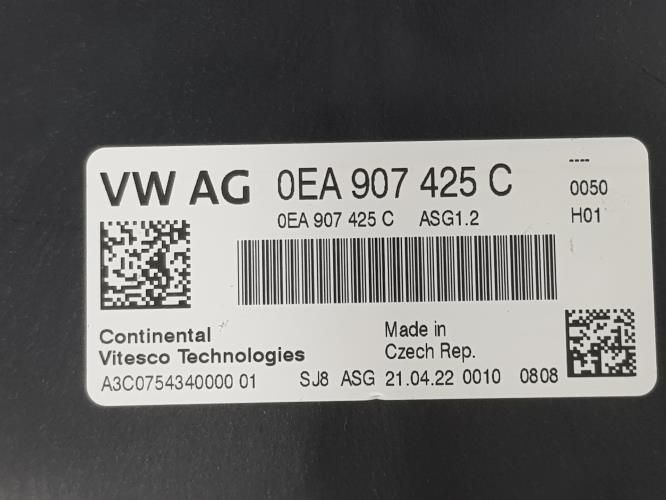 VW AG 0EA 907 425 C ----
0EA 907 425 C ASG1.2 0050
H01
Continental
Vitesco Technologies
Made in
Czech Rep.
A3C0754340000 01 SJ8 ASG 21.04.22 0010 0808